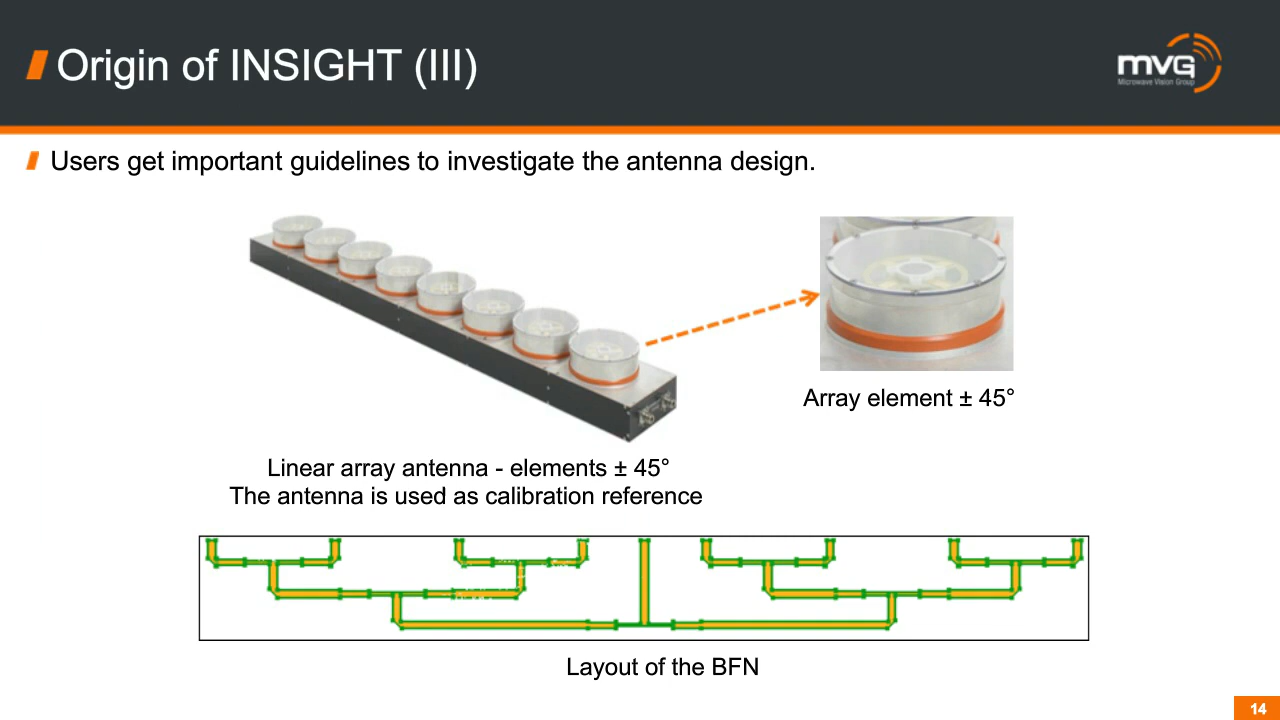 Origin of INSIGHT (III)
mvg
Microwave Vision Group
Users get important guidelines to investigate the antenna design.
Array element ± 45°
Linear array antenna - elements ± 45°
The antenna is used as calibration reference
Layout of the BFN
14